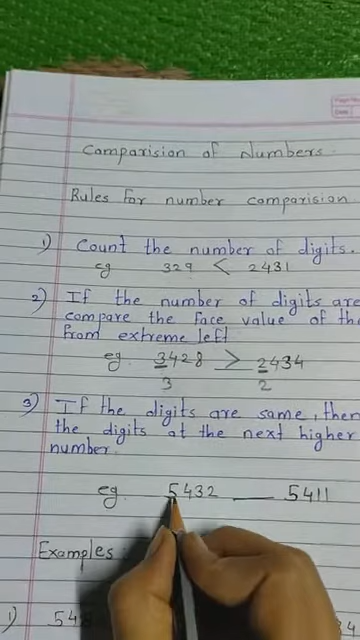 Comparision of Numbers
Rules for number comparision.
1) Count the number of digits.
eg 329 < 2431
2) If the number of digits are
compare the face value of the
from extreme left
eg. 3428 > 2434
3 2
3) If the digits are same, then
the digits at the next higher
number.
eg. 5432 __ 5411
Examples:
1)